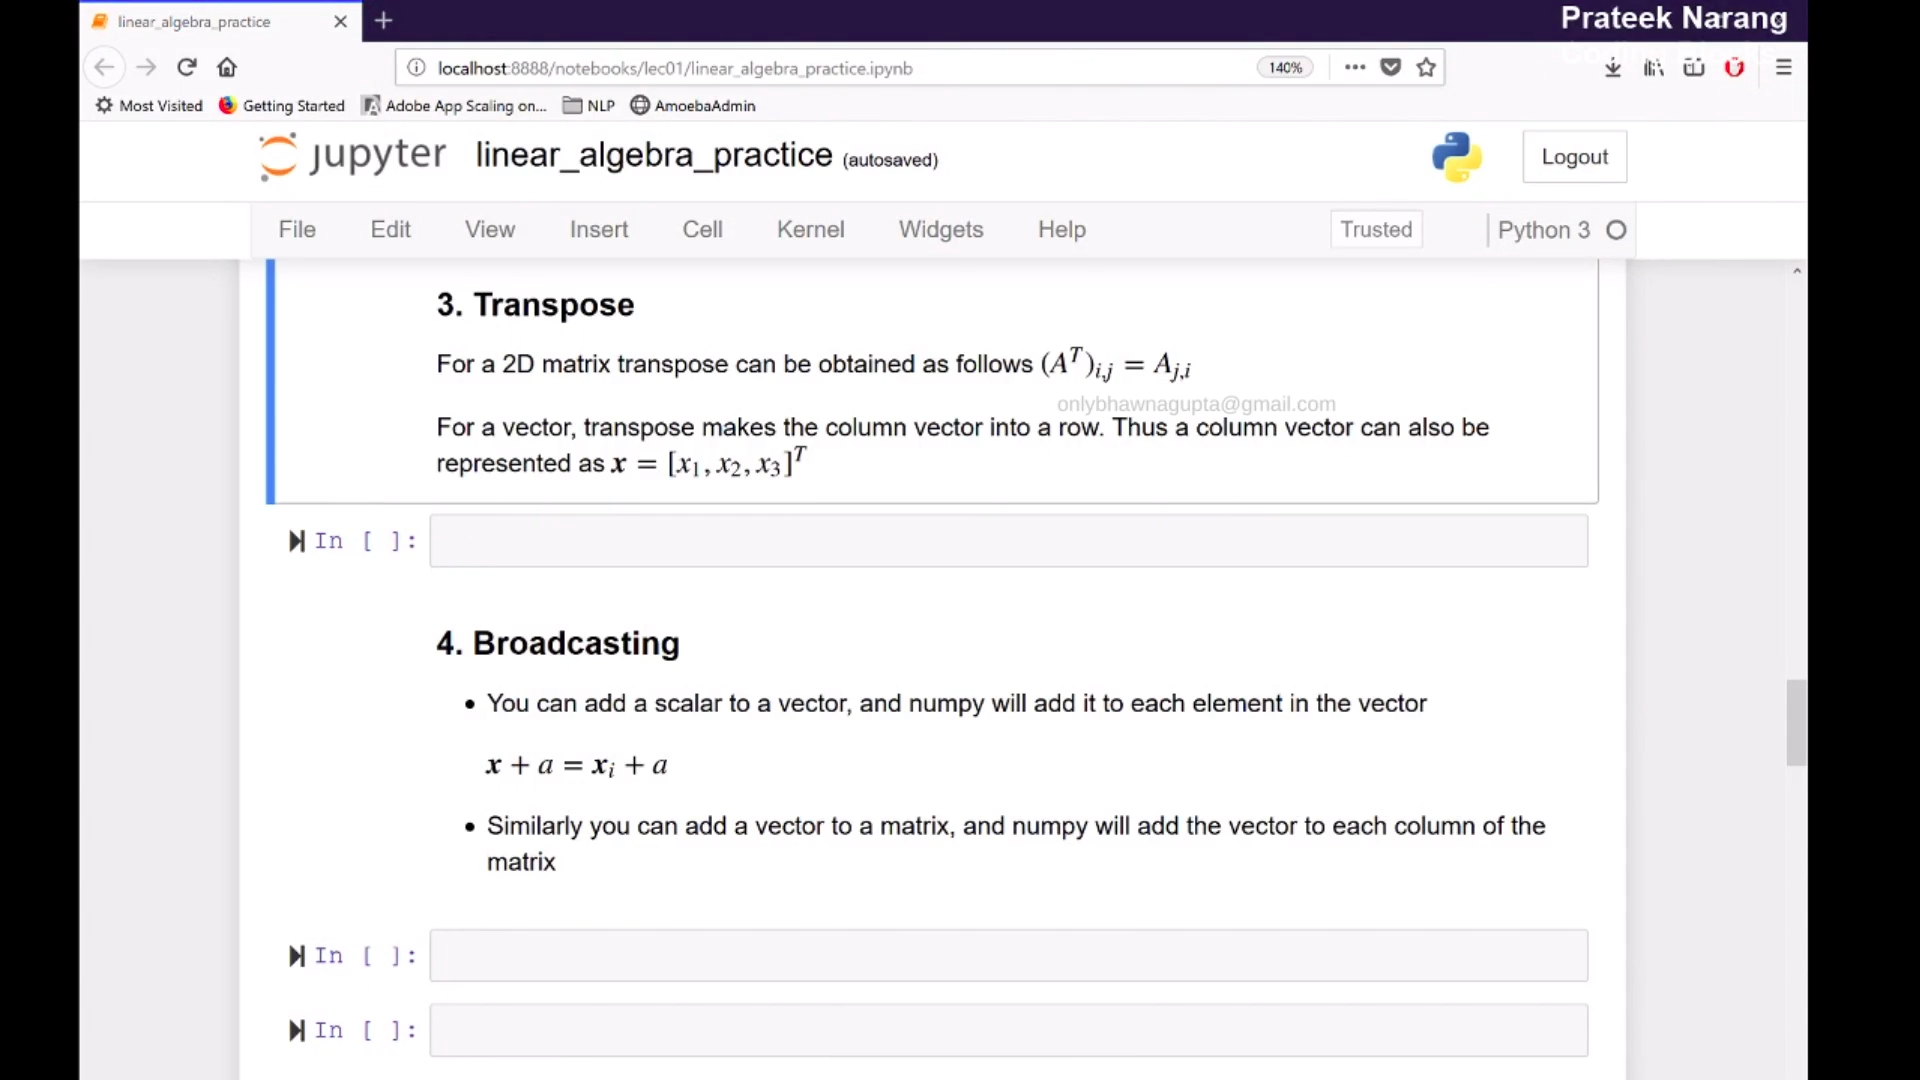 linear_algebra_practice
Prateek Narang
localhost:8888/notebooks/lec01/linear_algebra_practice.ipynb
140%
Most Visited
Getting Started
Adobe App Scaling on...
NLP
AmoebaAdmin
jupyter
linear_algebra_practice (autosaved)
Logout
File Edit View Insert Cell Kernel Widgets Help
Trusted
Python 3
3. Transpose
For a 2D matrix transpose can be obtained as follows (A^T)_{i,j} = A_{j,i}
onlybhawnagupta@gmail.com
For a vector, transpose makes the column vector into a row. Thus a column vector can also be
represented as x = [x_1, x_2, x_3]^T
In [ ]:
4. Broadcasting
• You can add a scalar to a vector, and numpy will add it to each element in the vector
x + a = x_i + a
• Similarly you can add a vector to a matrix, and numpy will add the vector to each column of the
matrix
In [ ]:
In [ ]: